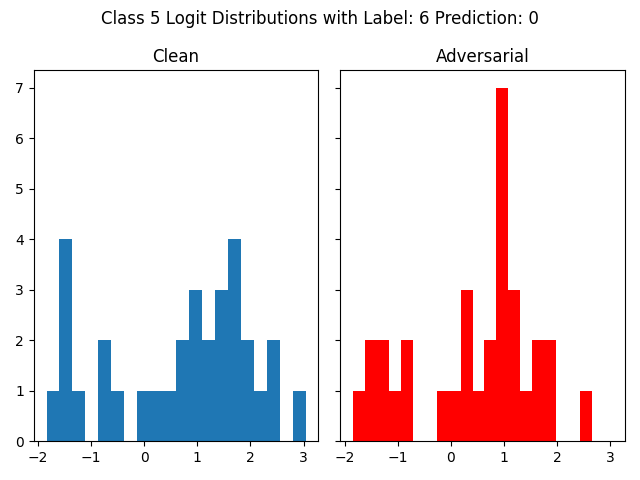 Class 5 Logit Distributions with Label: 6 Prediction: 0
Clean
Adversarial
7
6
5
4
3
2
1
0
−2 −1 0 1 2 3
−2 −1 0 1 2 3